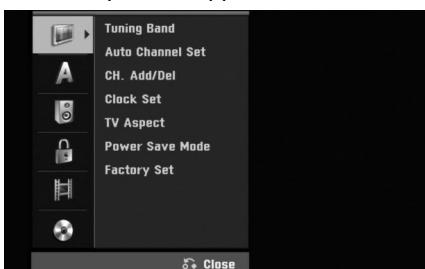 Tuning Band
Auto Channel Set
CH. Add/Del
Clock Set
TV Aspect
Power Save Mode
Factory Set
Close